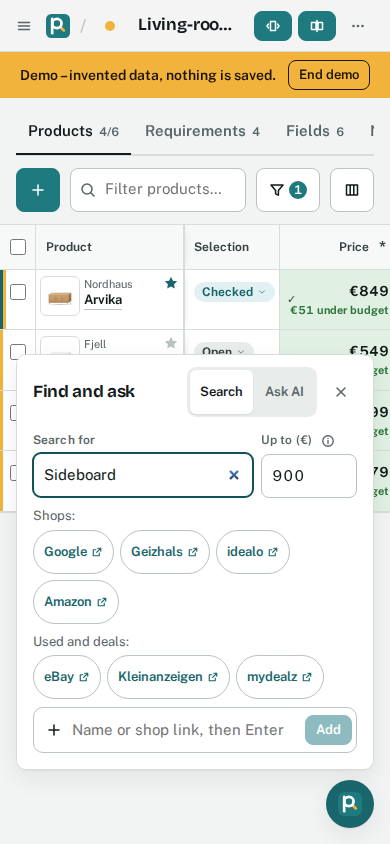 / Living-roo...
Demo – invented data, nothing is saved. End demo
Products 4/6 Requirements 4 Fields 6
Filter products... 1
Product Selection Price *
Nordhaus
Arvika
Checked
€849
✓ €51 under budget
Fjell
Open
€549
Find and ask Search Ask AI
Search for Up to (€)
Sideboard 900
Shops:
Google Geizhals idealo
Amazon
Used and deals:
eBay Kleinanzeigen mydealz
+ Name or shop link, then Enter Add